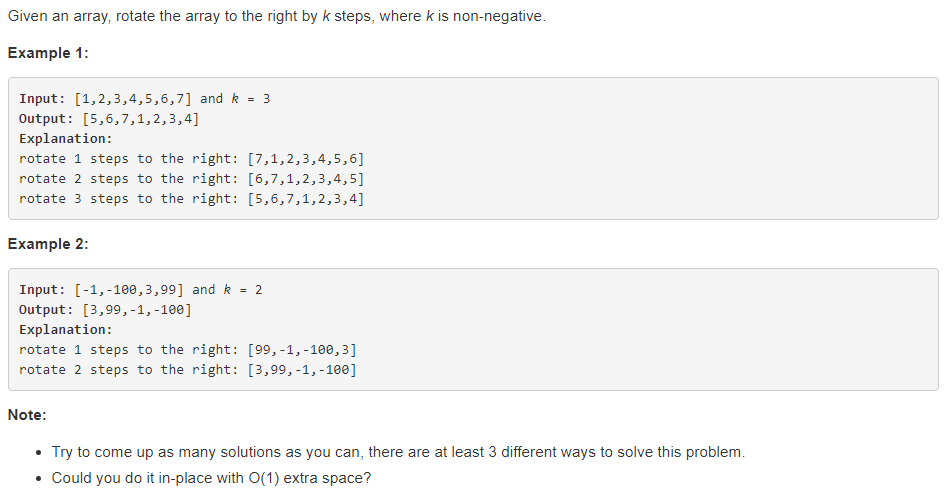 Given an array, rotate the array to the right by k steps, where k is non-negative.
Example 1:
Input: [1,2,3,4,5,6,7] and k = 3
Output: [5,6,7,1,2,3,4]
Explanation:
rotate 1 steps to the right: [7,1,2,3,4,5,6]
rotate 2 steps to the right: [6,7,1,2,3,4,5]
rotate 3 steps to the right: [5,6,7,1,2,3,4]
Example 2:
Input: [-1,-100,3,99] and k = 2
Output: [3,99,-1,-100]
Explanation:
rotate 1 steps to the right: [99,-1,-100,3]
rotate 2 steps to the right: [3,99,-1,-100]
Note:
• Try to come up as many solutions as you can, there are at least 3 different ways to solve this problem.
• Could you do it in-place with O(1) extra space?